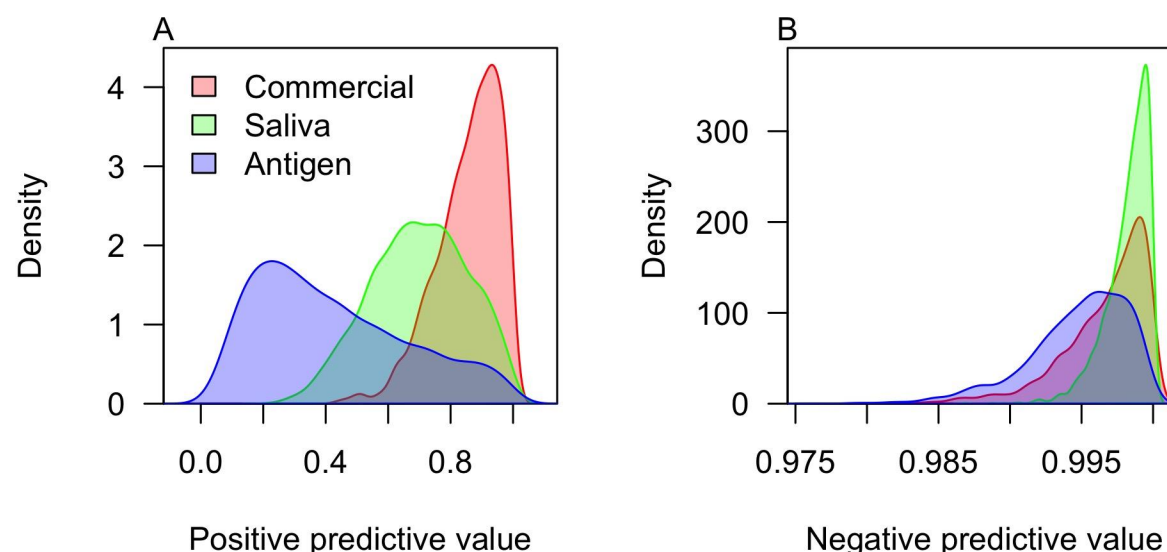 A
Density
4
3
2
1
0
Commercial
Saliva
Antigen
0.0 0.4 0.8
Positive predictive value
B
Density
300
200
100
0
0.975 0.985 0.995
Negative predictive value